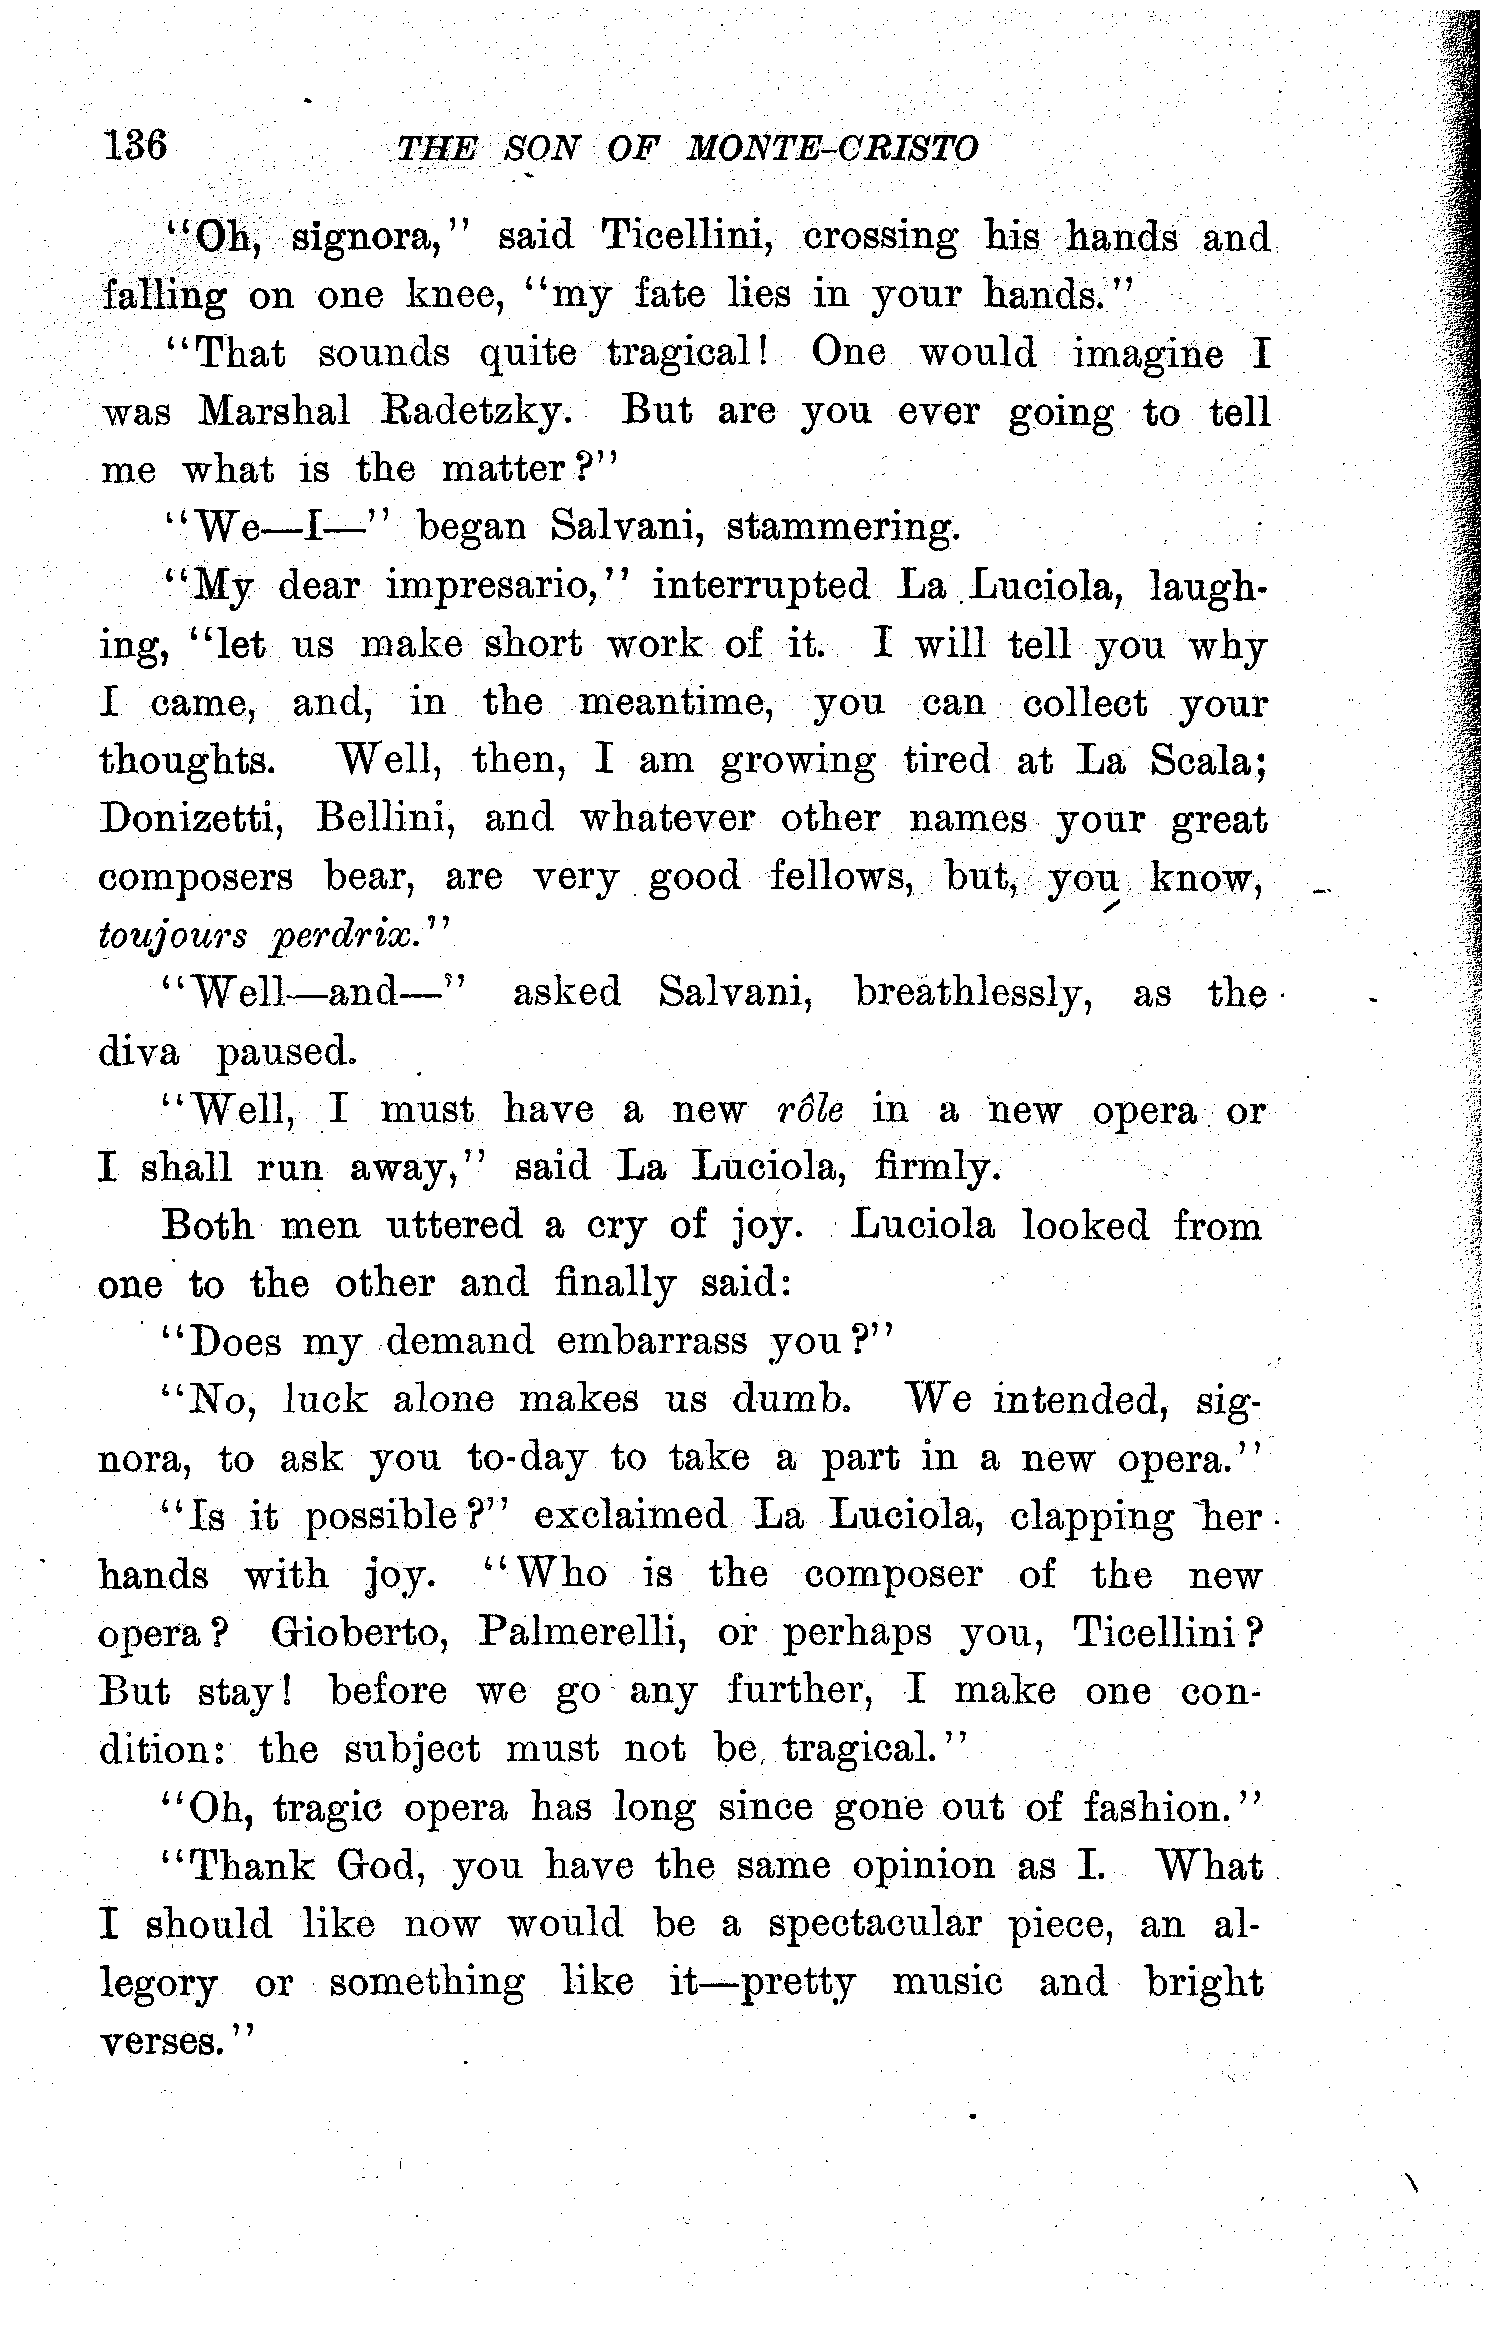 136 THE SON OF MONTE-CRISTO
"Oh, signora," said Ticellini, crossing his hands and
falling on one knee, "my fate lies in your hands."
"That sounds quite tragical! One would imagine I
was Marshal Radetzky. But are you ever going to tell
me what is the matter?"
"We—I—" began Salvani, stammering.
"My dear impresario," interrupted La Luciola, laugh-
ing, "let us make short work of it. I will tell you why
I came, and, in the meantime, you can collect your
thoughts. Well, then, I am growing tired at La Scala;
Donizetti, Bellini, and whatever other names your great
composers bear, are very good fellows, but, you know,
toujours perdrix."
"Well—and—" asked Salvani, breathlessly, as the
diva paused.
"Well, I must have a new rôle in a new opera or
I shall run away," said La Luciola, firmly.
Both men uttered a cry of joy. Luciola looked from
one to the other and finally said:
"Does my demand embarrass you?"
"No, luck alone makes us dumb. We intended, sig-
nora, to ask you to-day to take a part in a new opera."
"Is it possible?" exclaimed La Luciola, clapping her
hands with joy. "Who is the composer of the new
opera? Gioberto, Palmerelli, or perhaps you, Ticellini?
But stay! before we go any further, I make one con-
dition: the subject must not be tragical."
"Oh, tragic opera has long since gone out of fashion."
"Thank God, you have the same opinion as I. What
I should like now would be a spectacular piece, an al-
legory or something like it—pretty music and bright
verses."